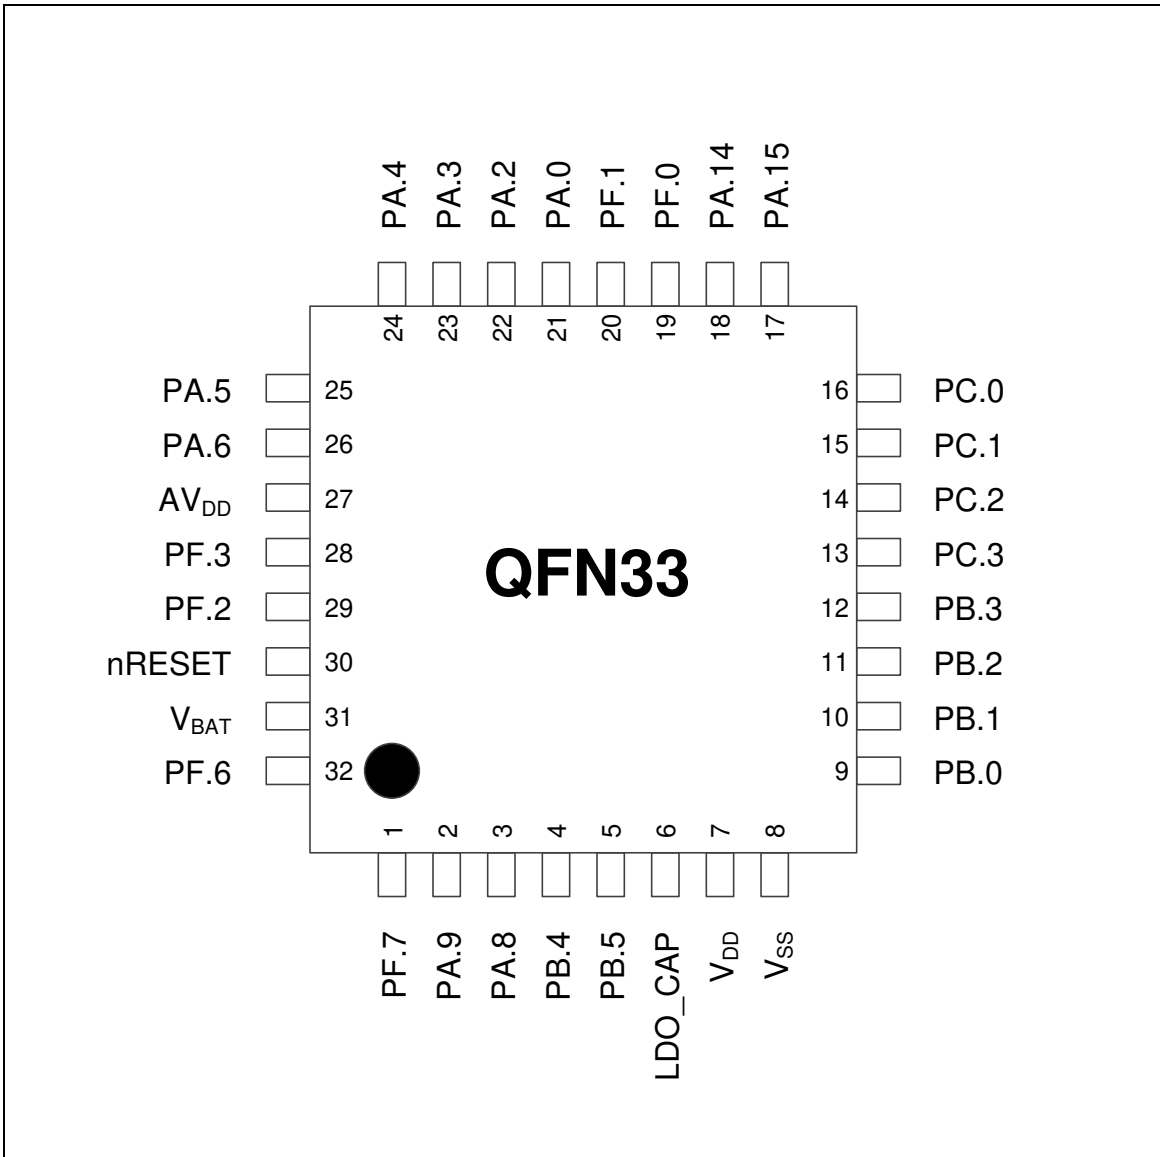 PA.4 PA.3 PA.2 PA.0 PF.1 PF.0 PA.14 PA.15
24 23 22 21 20 19 18 17
PA.5 25 16 PC.0
PA.6 26 15 PC.1
AVDD 27 14 PC.2
PF.3 28 13 PC.3
QFN33
PF.2 29 12 PB.3
nRESET 30 11 PB.2
VBAT 31 10 PB.1
PF.6 32 9 PB.0
1 2 3 4 5 6 7 8
PF.7 PA.9 PA.8 PB.4 PB.5 LDO_CAP VDD VSS